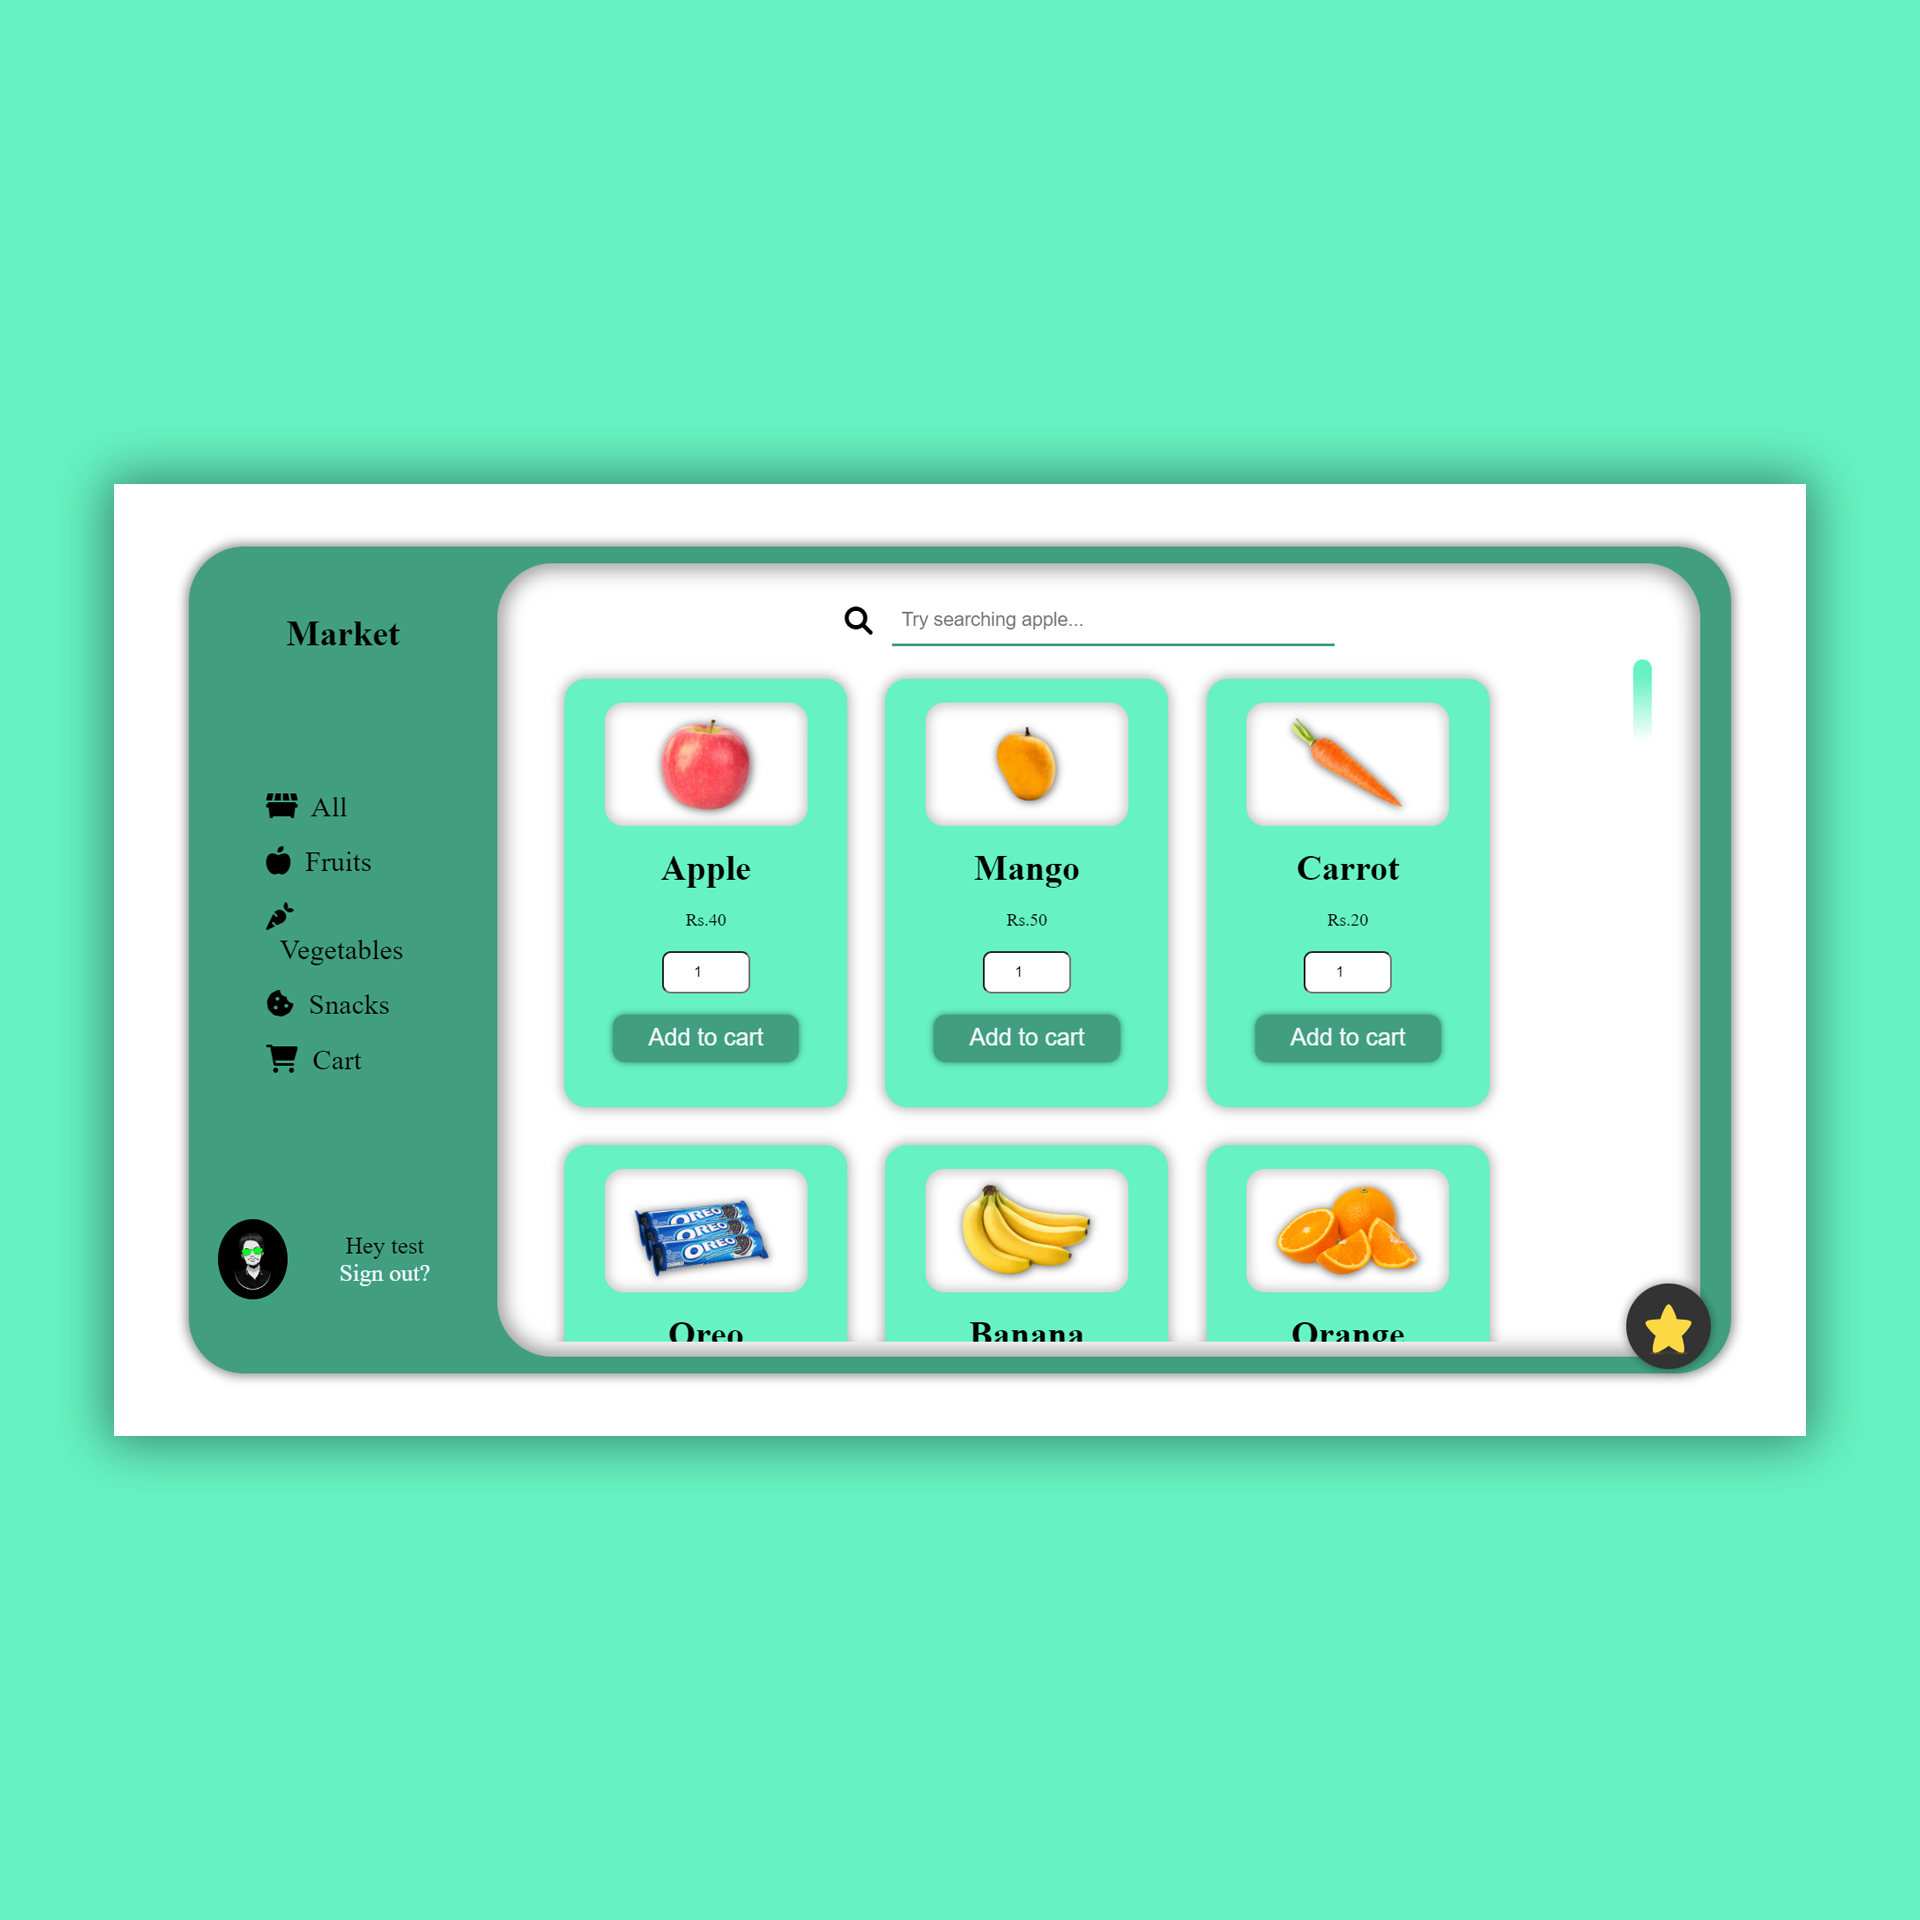 Market
All
Fruits
Vegetables
Snacks
Cart
Hey test
Sign out?
Try searching apple...
Apple
Rs.40
1
Add to cart
Mango
Rs.50
1
Add to cart
Carrot
Rs.20
1
Add to cart
OREO
OREO
OREO
Oreo
Banana
Orange